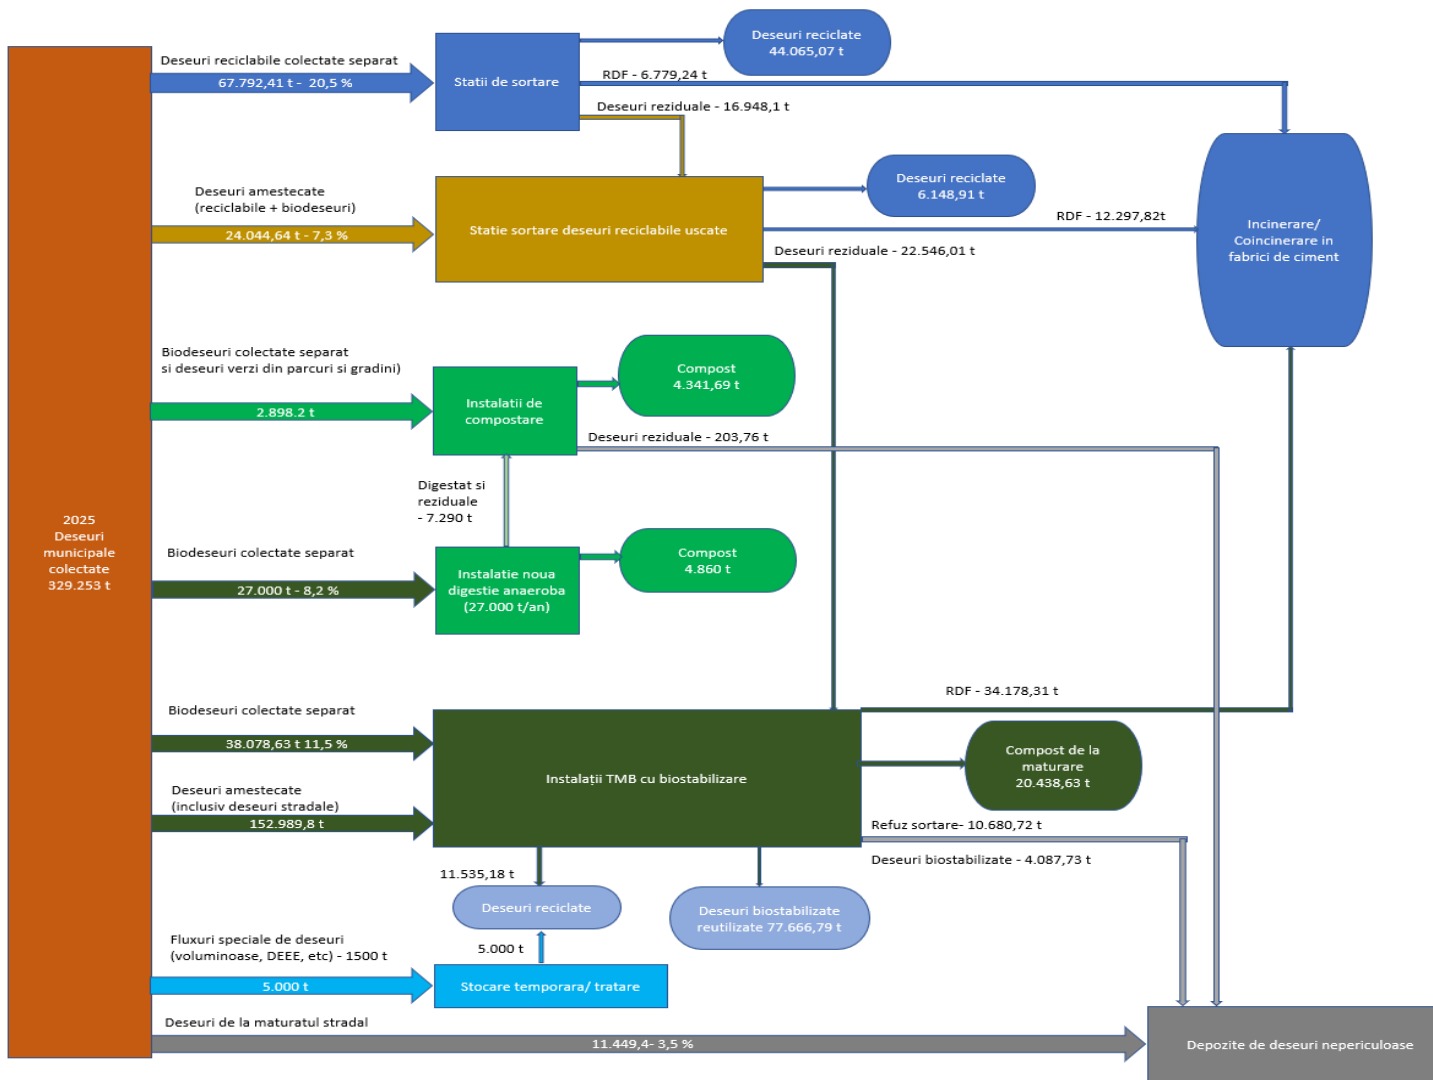 Deseuri reciclate
44.065,07 t
Deseuri reciclabile colectate separat
67.792,41 t -  20,5 %
Statii de sortare
RDF - 6.779,24 t
Deseuri reziduale - 16.948,1 t
Deseuri amestecate
(reciclabile + biodeseuri)
24.044,64 t - 7,3 %
Statie sortare deseuri reciclabile uscate
Deseuri reciclate
6.148,91 t
RDF - 12.297,82t
Deseuri reziduale - 22.546,01 t
Incinerare/
Coincinerare in
fabrici de ciment
Biodeseuri colectate separat
si deseuri verzi din parcuri si gradini)
2.898.2 t
Instalatii de
compostare
Compost
4.341,69 t
Deseuri reziduale - 203,76 t
Digestat si
reziduale
- 7.290 t
2025
Deseuri
municipale
colectate
329.253 t
Biodeseuri colectate separat
27.000 t - 8,2 %
Instalatie noua
digestie anaeroba
(27.000 t/an)
Compost
4.860 t
Biodeseuri colectate separat
38.078,63 t 11,5 %
Deseuri amestecate
(inclusiv deseuri stradale)
152.989,8 t
Instalații TMB cu biostabilizare
RDF - 34.178,31 t
Compost de la
maturare
20.438,63 t
Refuz sortare- 10.680,72 t
Deseuri biostabilizate - 4.087,73 t
11.535,18 t
Deseuri reciclate
Deseuri biostabilizate
reutilizate 77.666,79 t
Fluxuri speciale de deseuri
(voluminoase, DEEE, etc) - 1500 t
5.000 t
5.000 t
Stocare temporara/ tratare
Deseuri de la maturatul stradal
11.449,4- 3,5 %
Depozite de deseuri nepericuloase